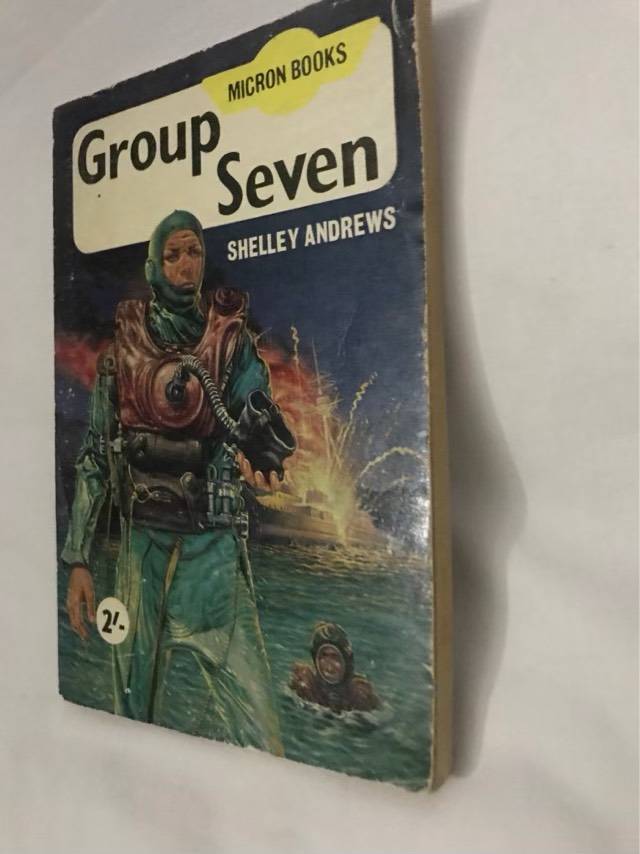 MICRON BOOKS
Group
Seven
SHELLEY ANDREWS
2'-